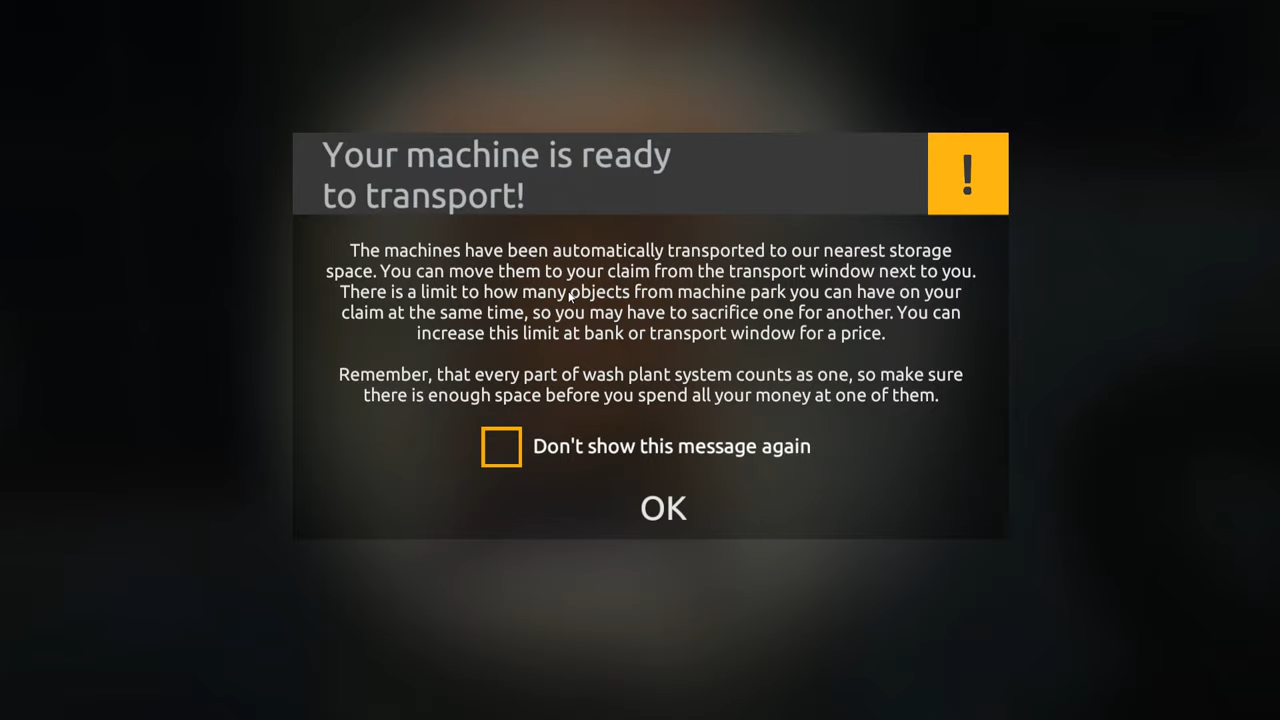 Your machine is ready
to transport!
!
The machines have been automatically transported to our nearest storage
space. You can move them to your claim from the transport window next to you.
There is a limit to how many objects from machine park you can have on your
claim at the same time, so you may have to sacrifice one for another. You can
increase this limit at bank or transport window for a price.
Remember, that every part of wash plant system counts as one, so make sure
there is enough space before you spend all your money at one of them.
Don't show this message again
OK